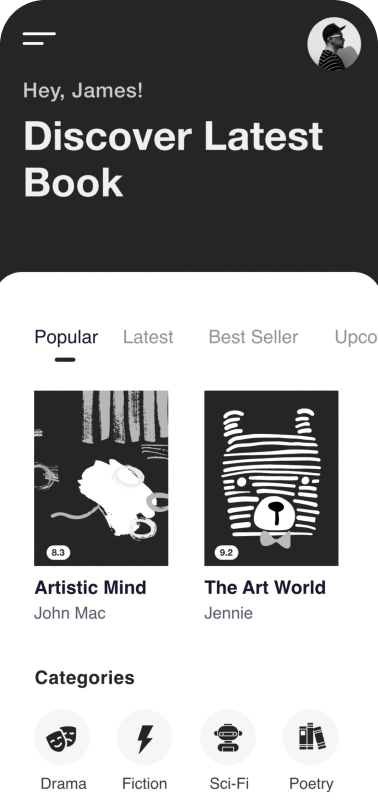 Hey, James!
Discover Latest
Book
Popular Latest Best Seller Upco
8.3 9.2
Artistic Mind The Art World
John Mac Jennie
Categories
Drama Fiction Sci-Fi Poetry